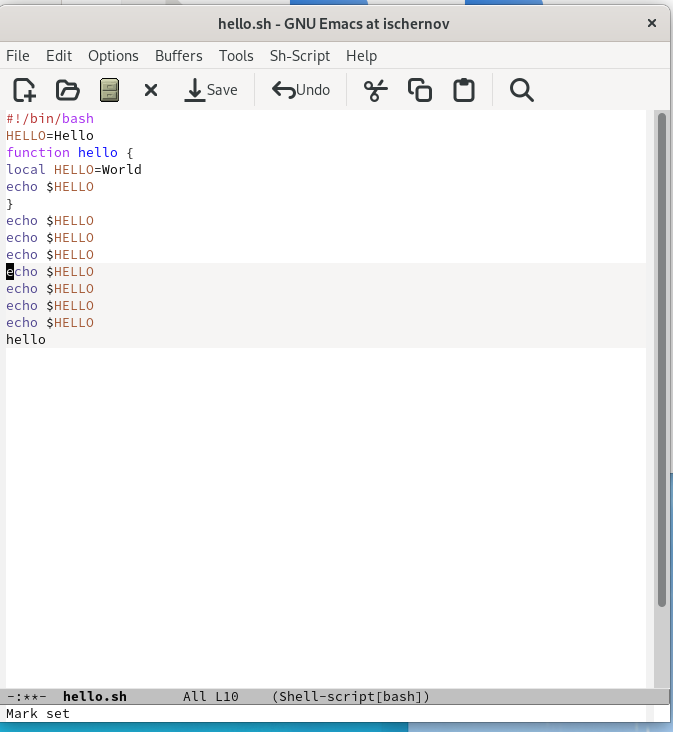 hello.sh - GNU Emacs at ischernov
File Edit Options Buffers Tools Sh-Script Help
Save Undo
#!/bin/bash
HELLO=Hello
function hello {
local HELLO=World
echo $HELLO
}
echo $HELLO
echo $HELLO
echo $HELLO
echo $HELLO
echo $HELLO
echo $HELLO
echo $HELLO
hello
-:**- hello.sh All L10 (Shell-script[bash])
Mark set